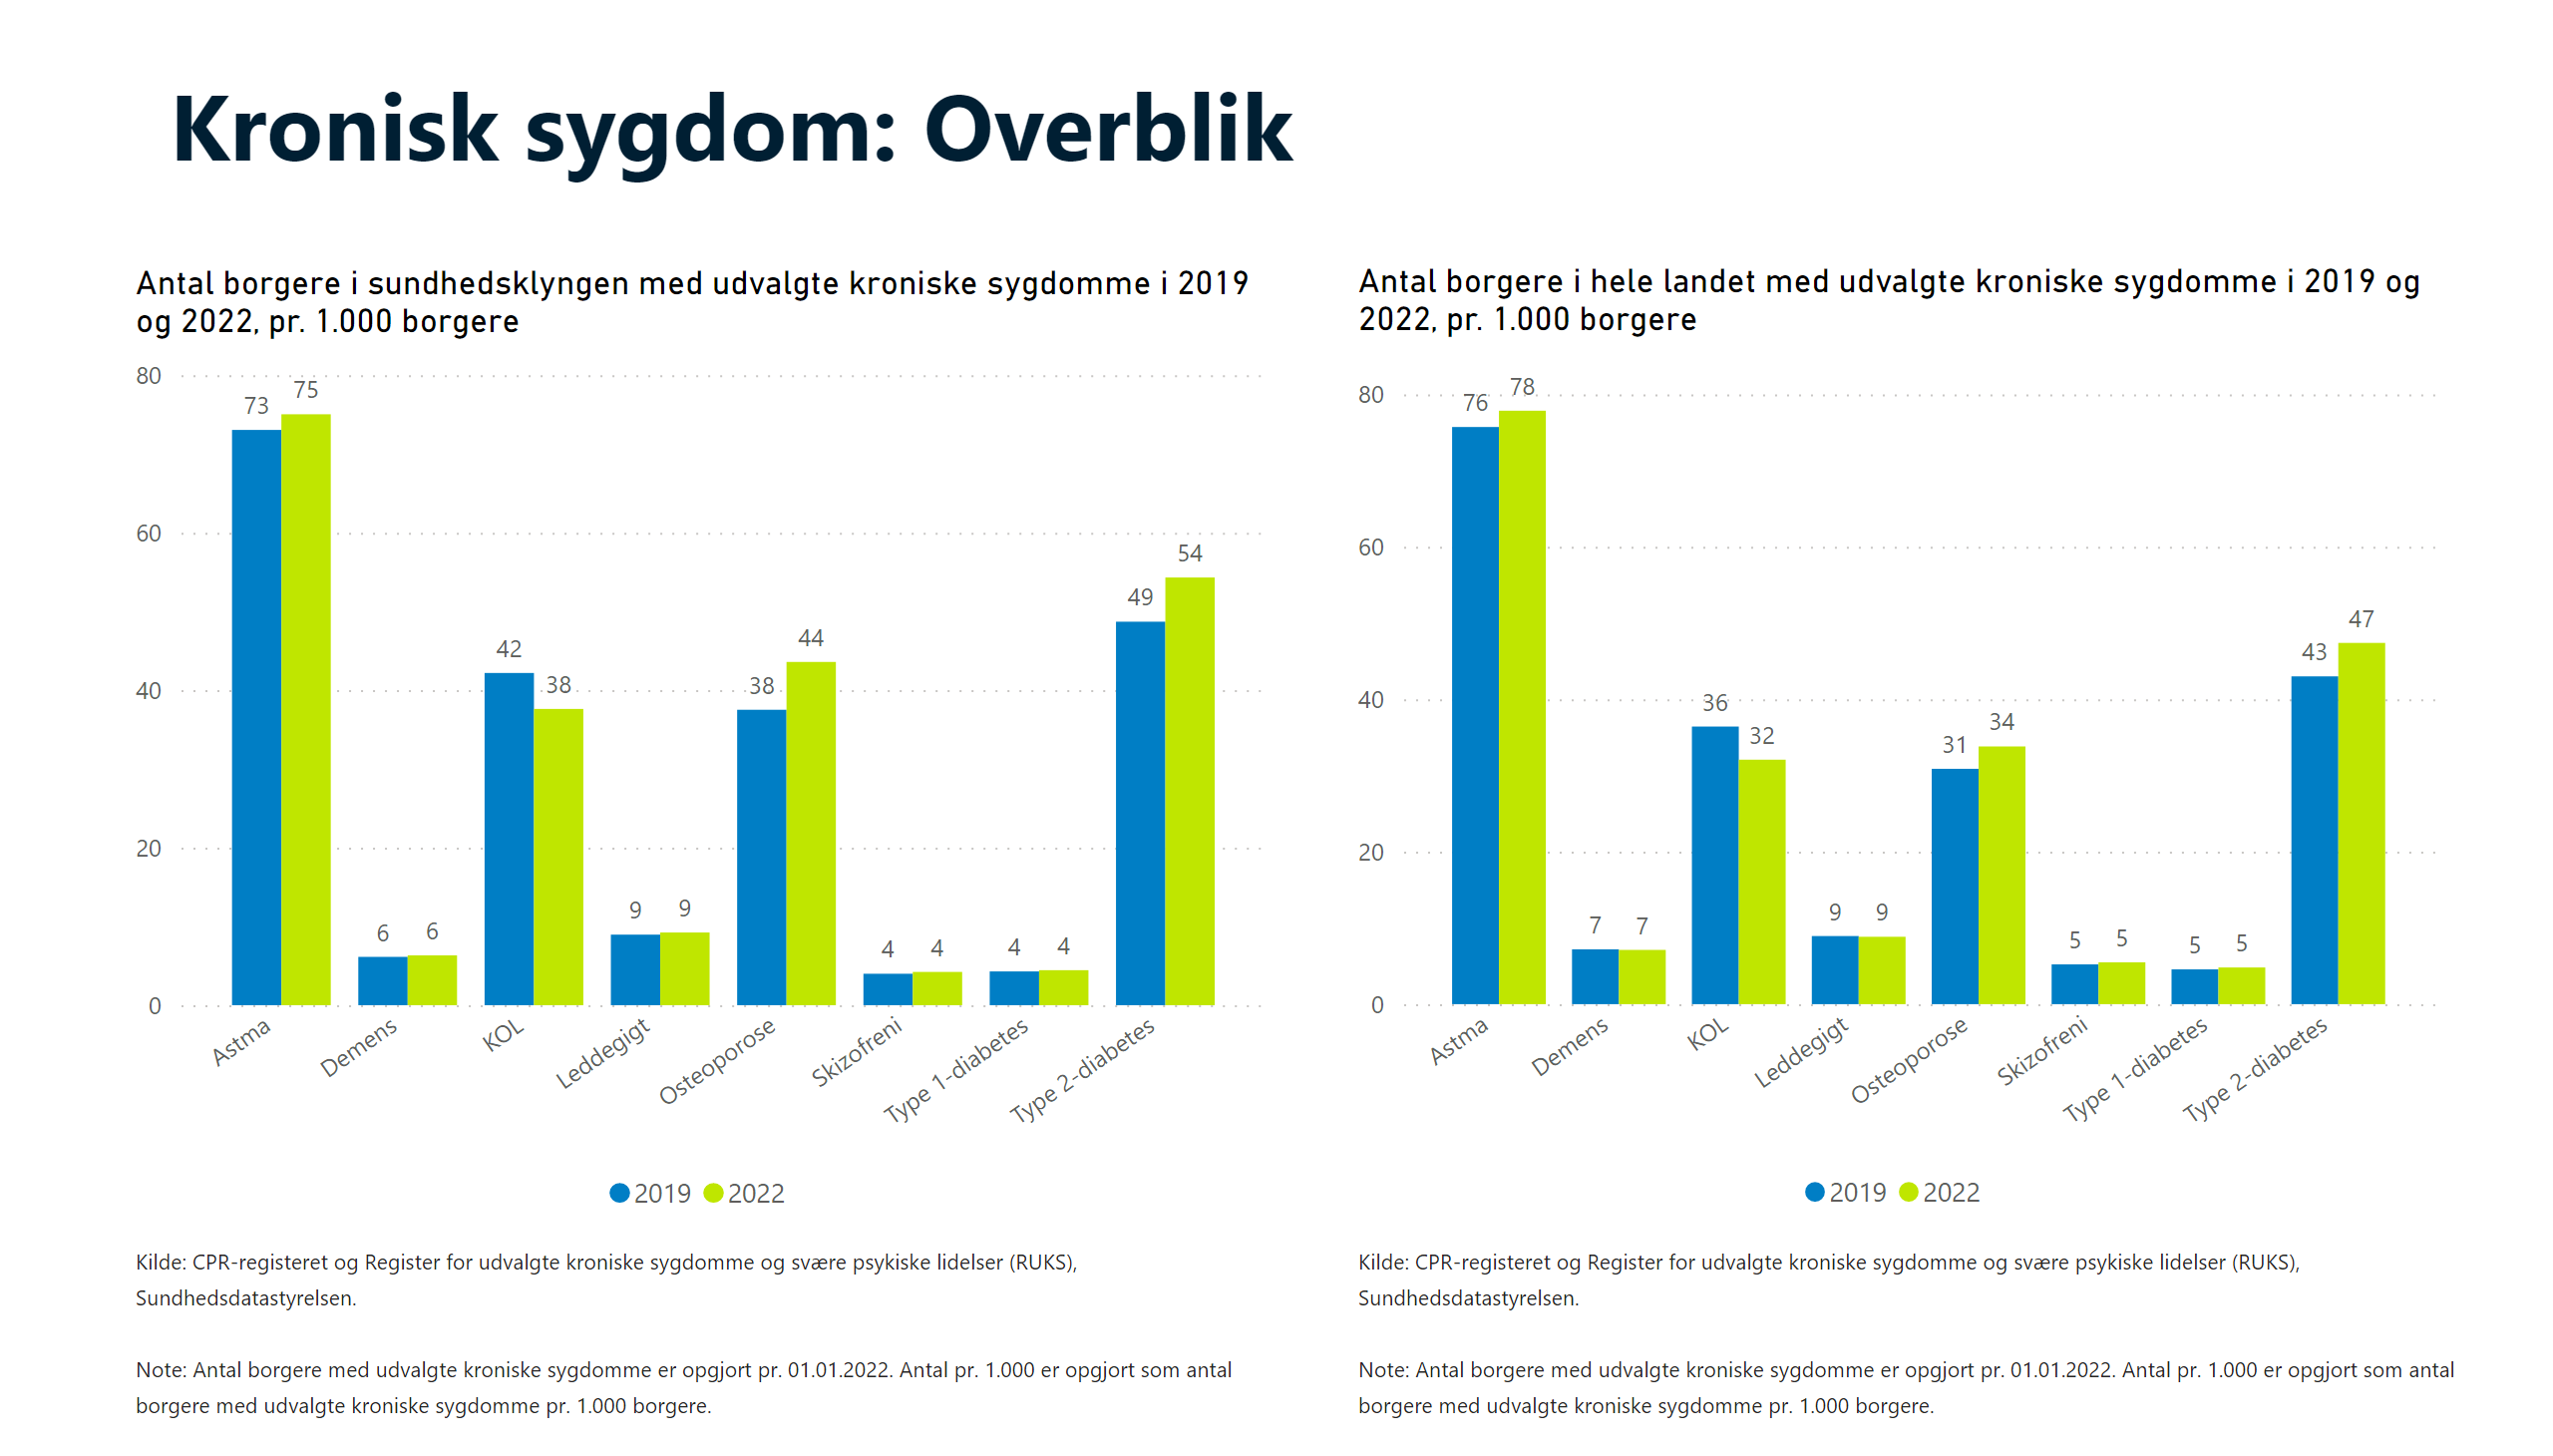 Kronisk sygdom: Overblik
Antal borgere i sundhedsklyngen med udvalgte kroniske sygdomme i 2019
og 2022, pr. 1.000 borgere
80
60
40
20
0
73
75
6
6
42
38
9
9
38
44
4
4
4
4
49
54
Astma
Demens
KOL
Leddegigt
Osteoporose
Skizofreni
Type 1-diabetes
Type 2-diabetes
2019 2022
Kilde: CPR-registeret og Register for udvalgte kroniske sygdomme og svære psykiske lidelser (RUKS),
Sundhedsdatastyrelsen.
Note: Antal borgere med udvalgte kroniske sygdomme er opgjort pr. 01.01.2022. Antal pr. 1.000 er opgjort som antal
borgere med udvalgte kroniske sygdomme pr. 1.000 borgere.
Antal borgere i hele landet med udvalgte kroniske sygdomme i 2019 og
2022, pr. 1.000 borgere
80
60
40
20
0
76
78
7
7
36
32
9
9
31
34
5
5
5
5
43
47
Astma
Demens
KOL
Leddegigt
Osteoporose
Skizofreni
Type 1-diabetes
Type 2-diabetes
2019 2022
Kilde: CPR-registeret og Register for udvalgte kroniske sygdomme og svære psykiske lidelser (RUKS),
Sundhedsdatastyrelsen.
Note: Antal borgere med udvalgte kroniske sygdomme er opgjort pr. 01.01.2022. Antal pr. 1.000 er opgjort som antal
borgere med udvalgte kroniske sygdomme pr. 1.000 borgere.